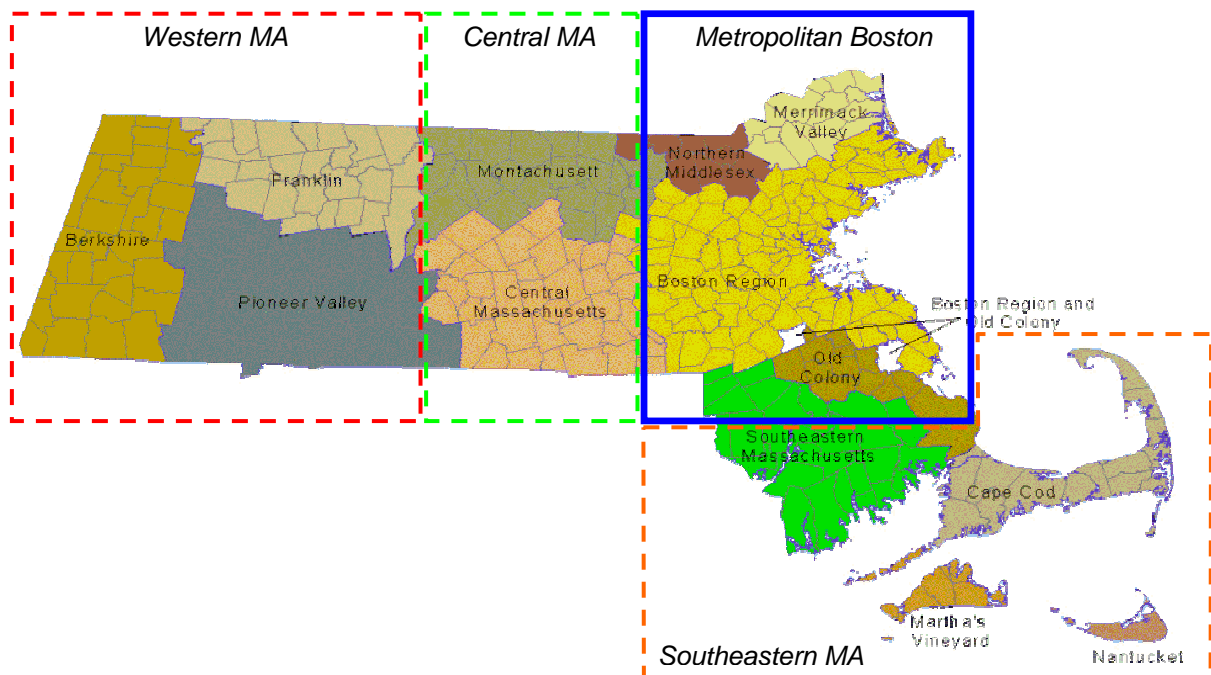 Western MA
Central MA
Metropolitan Boston
Merrimack
Valley
Northern
Middlesex
Montachusett
Franklin
Berkshire
Pioneer Valley
Central
Massachusetts
Boston Region
Boston Region and
Old Colony
Old
Colony
Southeastern
Massachusetts
Cape Cod
Martha's
Vineyard
Nantucket
Southeastern MA